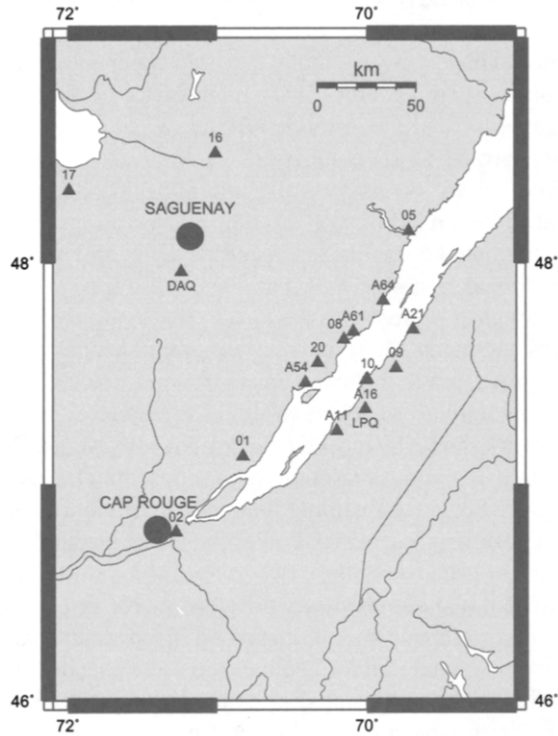 72° 70°
km
0 50
16
17
SAGUENAY
05
48° 48°
DAQ
A64
A61
08 A21
20 10 09
A54
A16
A11 LPQ
01
CAP ROUGE
02
46° 46°
72° 70°